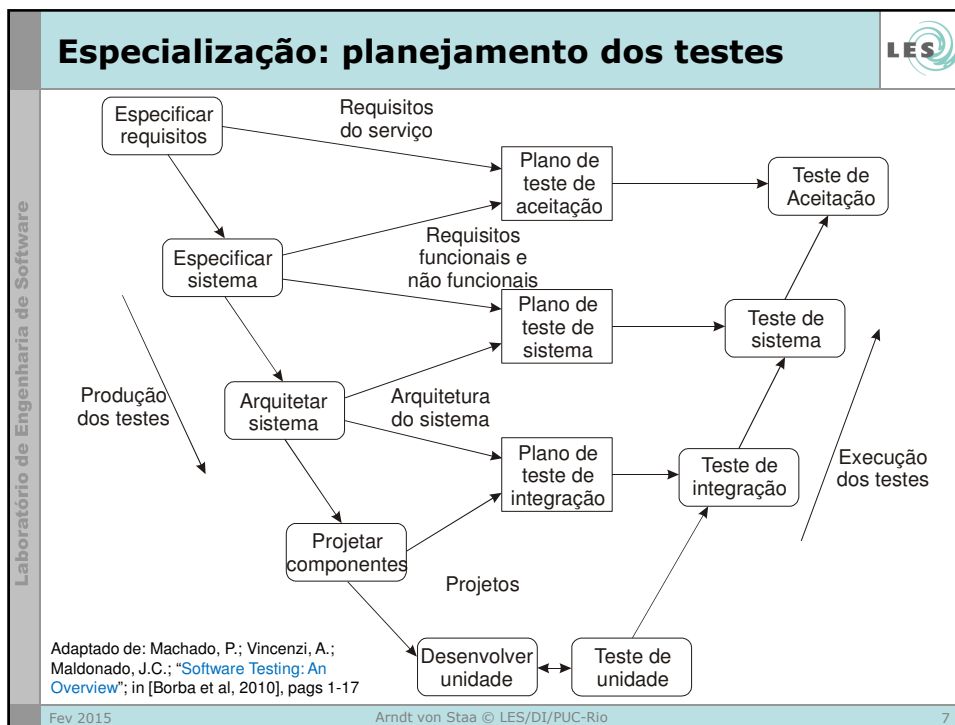 Especialização: planejamento dos testes
LES
Laboratório de Engenharia de Software
Especificar
requisitos
Requisitos
do serviço
Plano de
teste de
aceitação
Teste de
Aceitação
Especificar
sistema
Requisitos
funcionais e
não funcionais
Plano de
teste de
sistema
Teste de
sistema
Produção
dos testes
Arquitetar
sistema
Arquitetura
do sistema
Plano de
teste de
integração
Teste de
integração
Execução
dos testes
Projetar
componentes
Projetos
Desenvolver
unidade
Teste de
unidade
Adaptado de: Machado, P.; Vincenzi, A.;
Maldonado, J.C.; “Software Testing: An
Overview”; in [Borba et al, 2010], pags 1-17
Fev 2015
Arndt von Staa © LES/DI/PUC-Rio
7